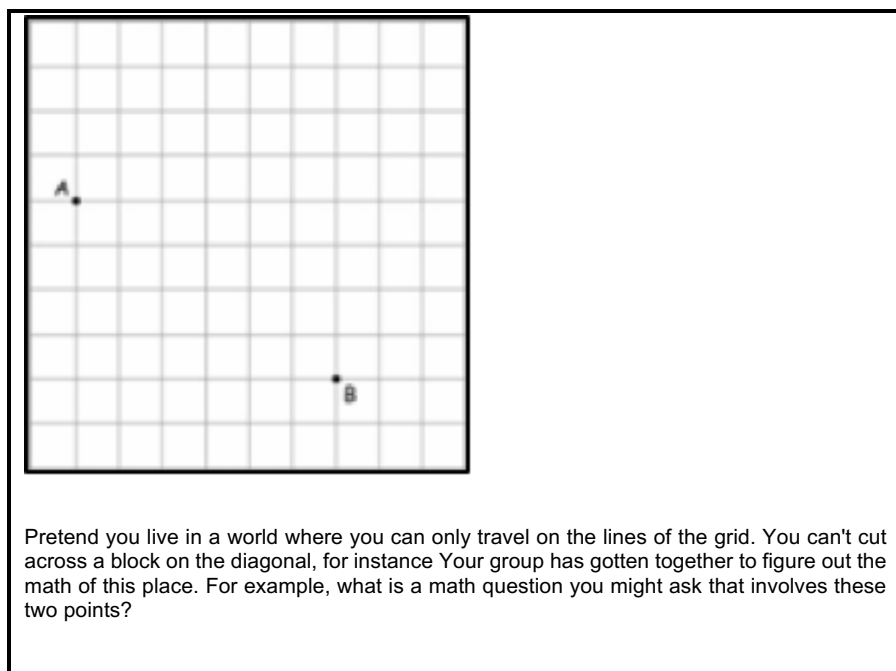 A
B
Pretend you live in a world where you can only travel on the lines of the grid. You can't cut
across a block on the diagonal, for instance Your group has gotten together to figure out the
math of this place. For example, what is a math question you might ask that involves these
two points?